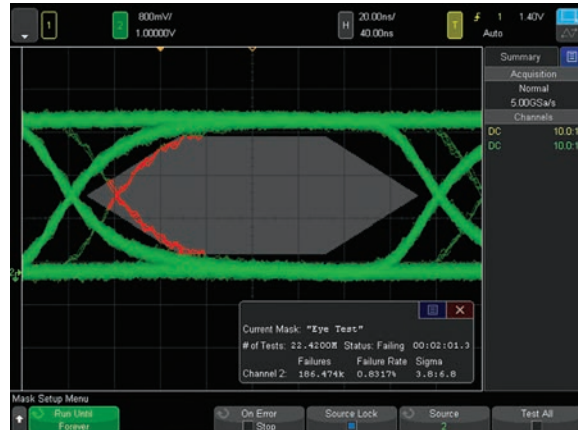 1
2
800mV/
1.00000V
H
20.00ns/
40.00ns
T
1
1.40V
Auto
Summary
Acquisition
Normal
5.00GSa/s
Channels
DC 10.0:1
DC 10.0:1
2
Current Mask: "Eye Test"
# of Tests: 22.4200M Status: Failing 00:02:01.3
Failures Failure Rate Sigma
Channel 2: 186.474k 0.8317% 3.8:6.8
Mask Setup Menu
Run Until
Forever
On Error
Stop
Source Lock
Source
2
Test All